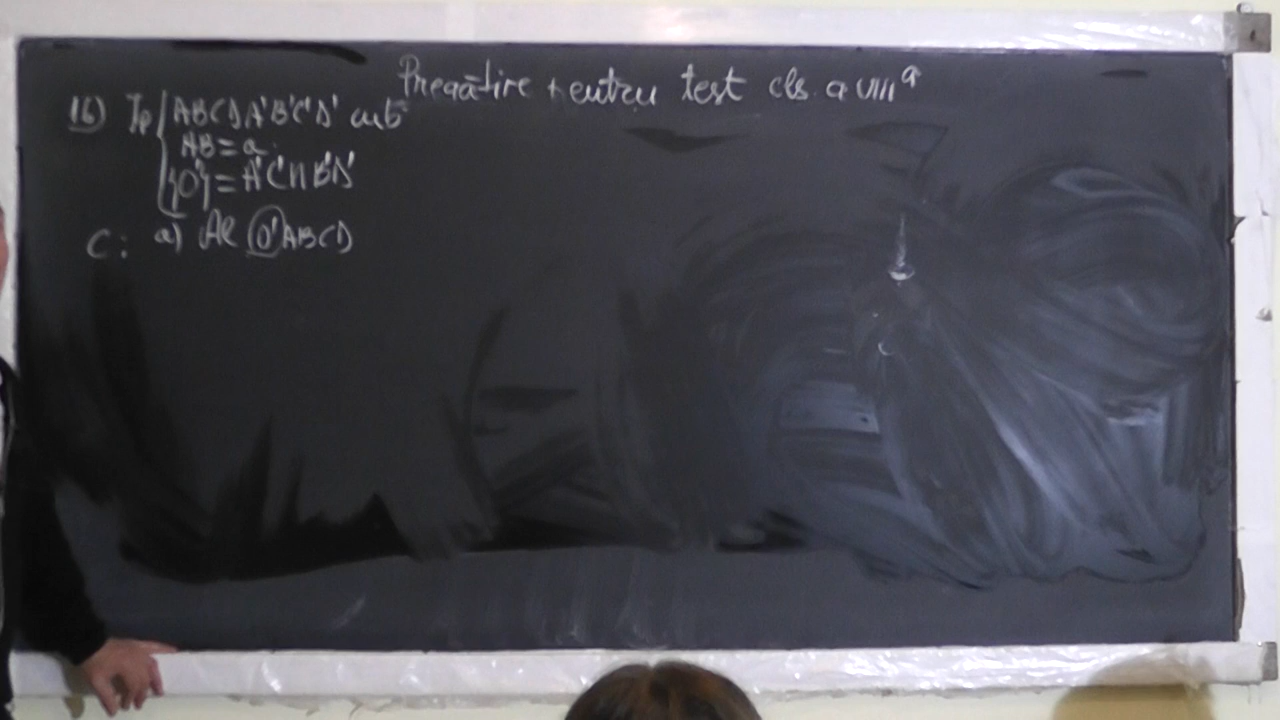 Pregătire pentru test cls. a VIII ª
16) Ip { ABCDA'B'C'D' cub
AB = a
{O'} = A'C' ∩ B'D'
C: a) Al O'ABCD